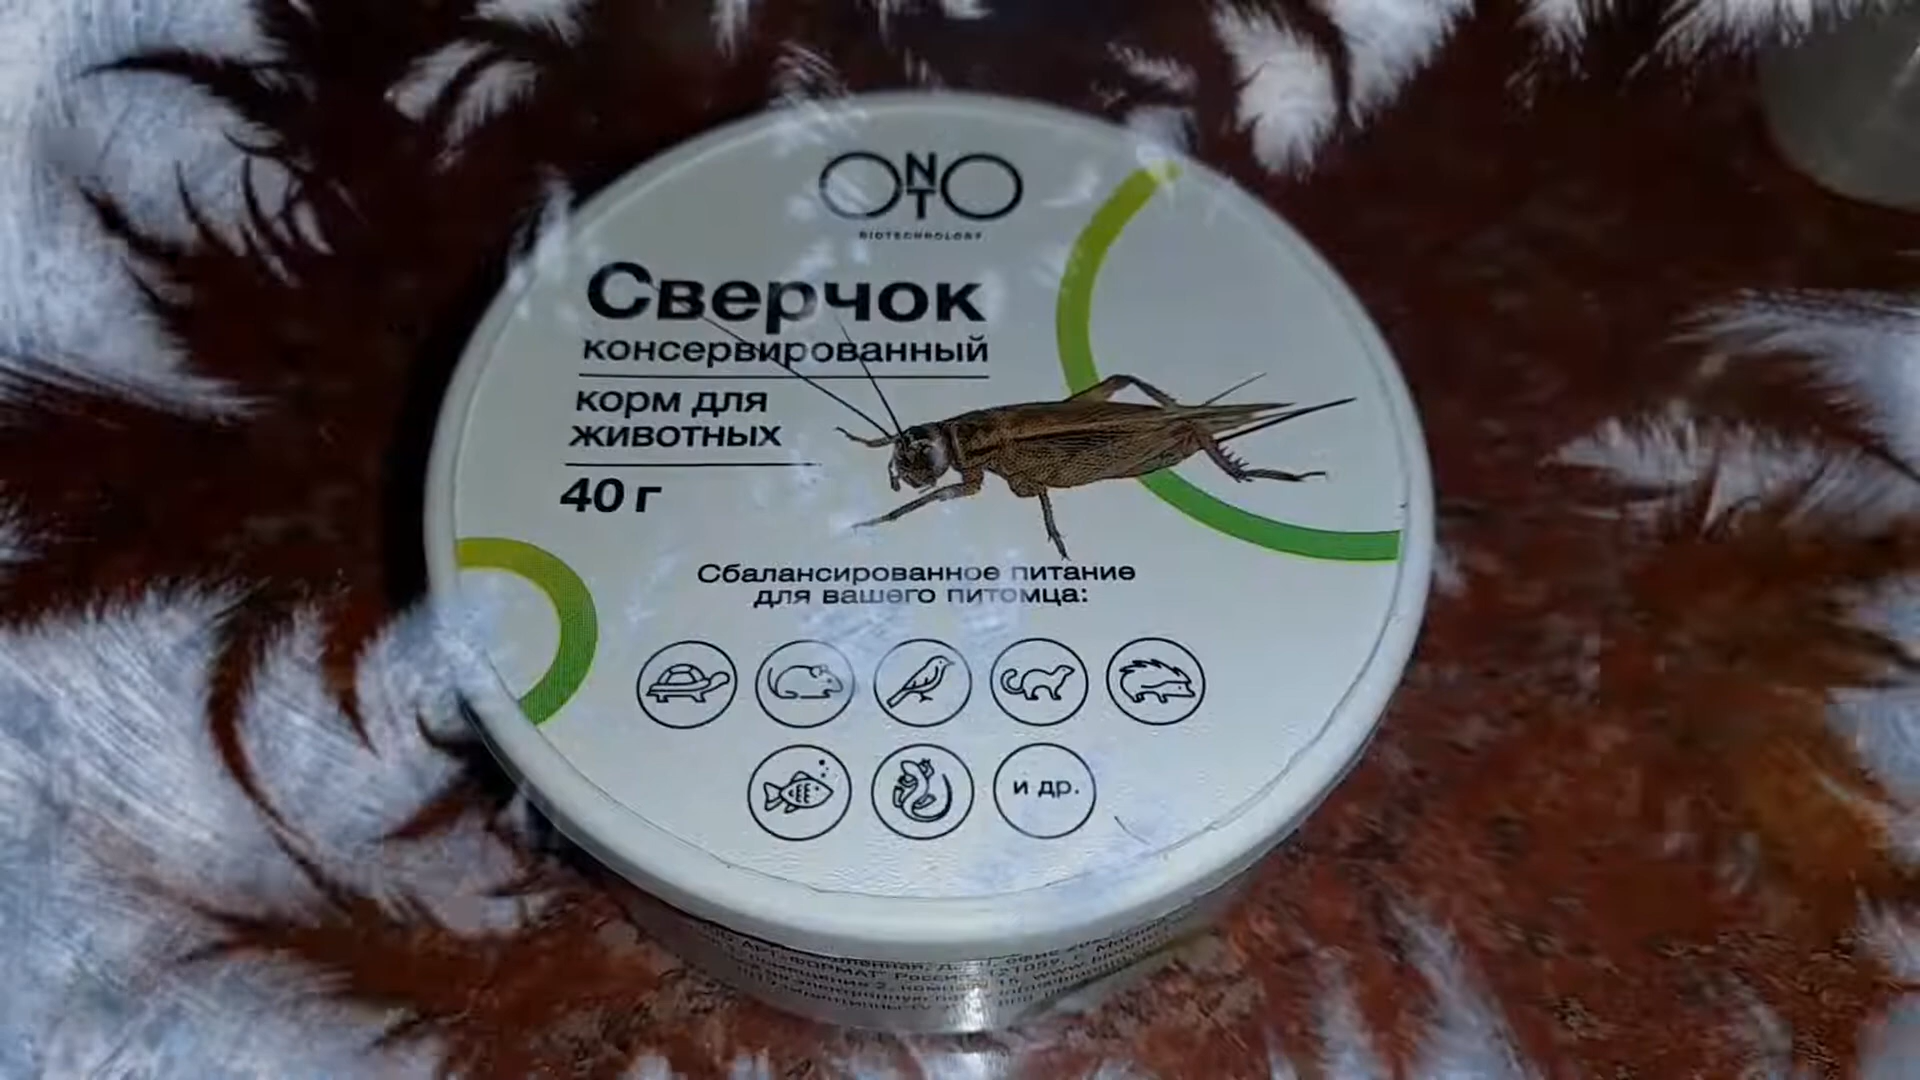 ONTO
BIOTECHNOLOGY
Сверчок
консервированный
корм для
животных
40 г
Сбалансированное питание
для вашего питомца:
и др.